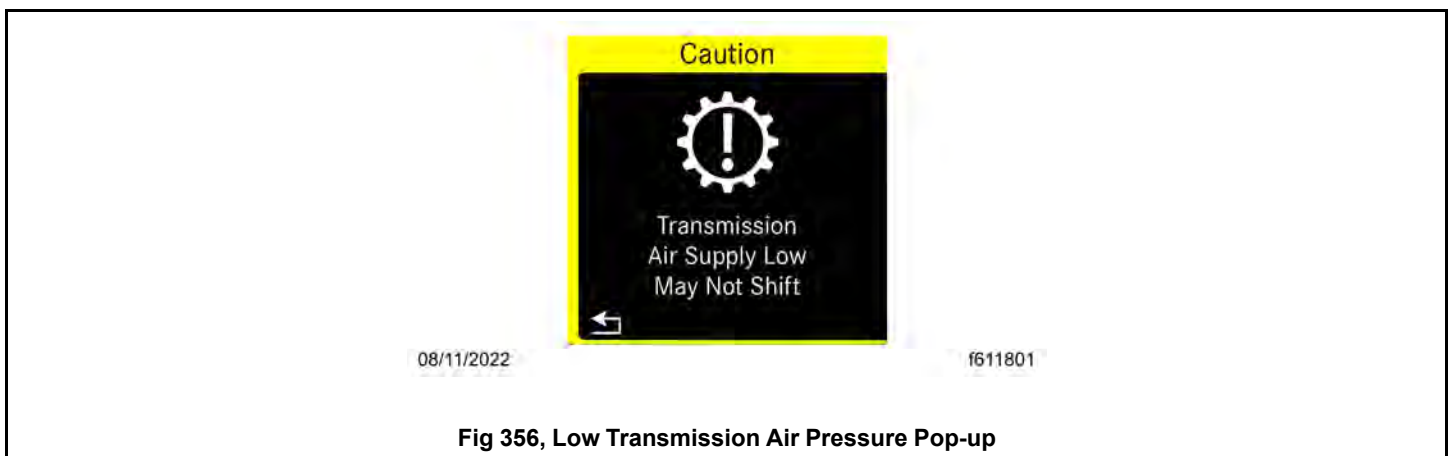 Caution
Transmission
Air Supply Low
May Not Shift
08/11/2022
f611801
Fig 356, Low Transmission Air Pressure Pop-up